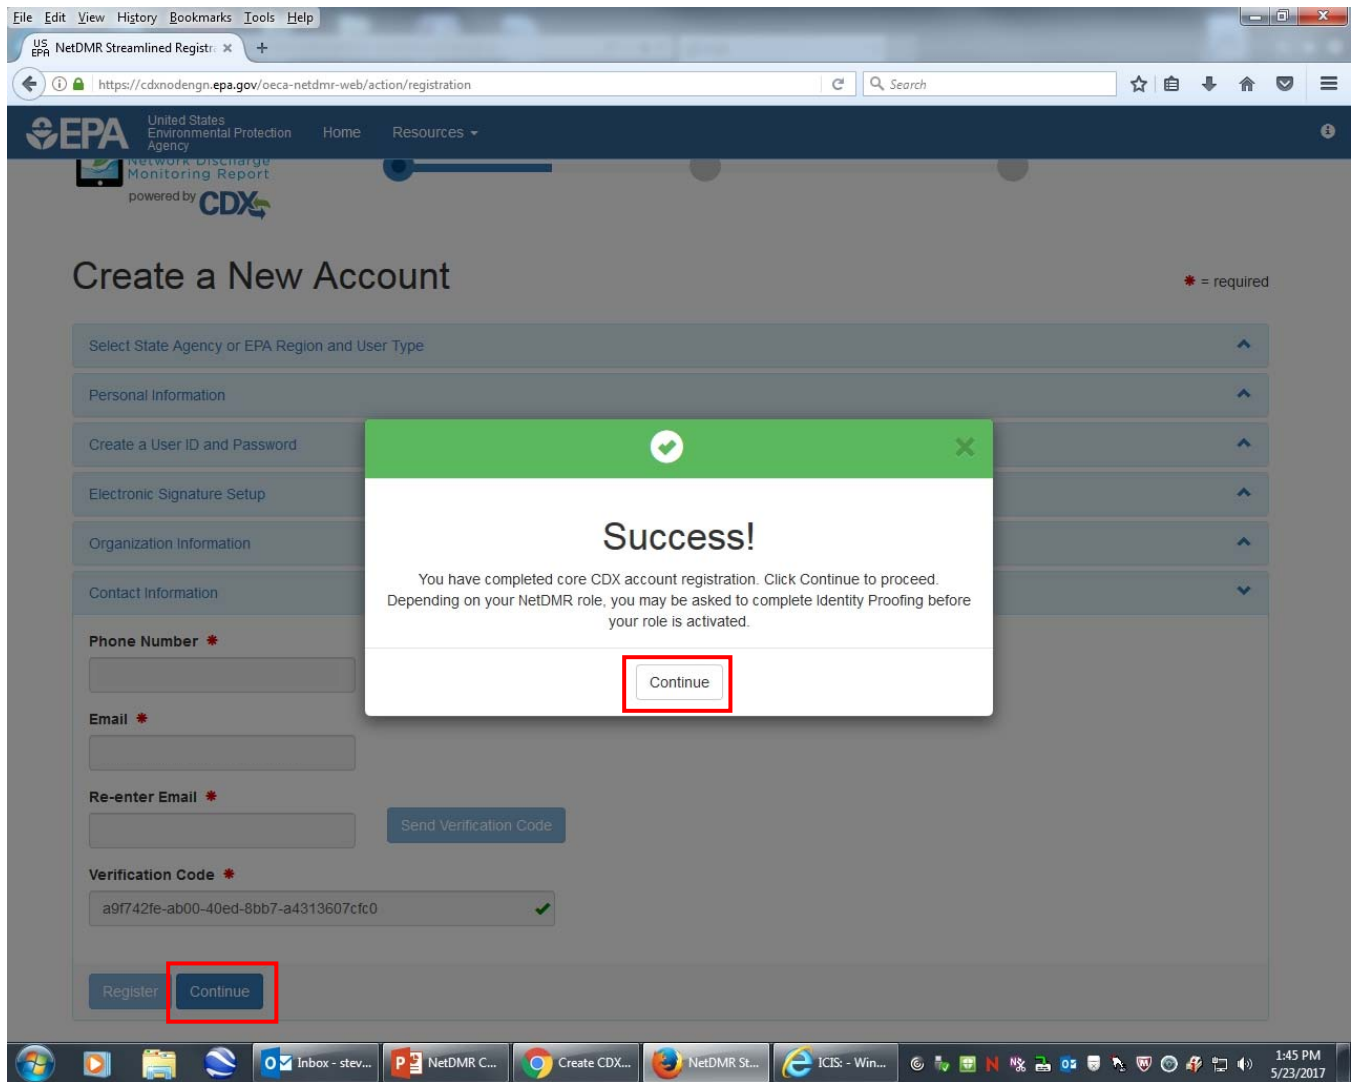 File Edit View History Bookmarks Tools Help
US EPA NetDMR Streamlined Registr
https://cdxnodengn.epa.gov/oeca-netdmr-web/action/registration
Search
EPA United States
Environmental Protection
Agency
Home Resources
Network Discharge
Monitoring Report
powered by CDX
Create a New Account
* = required
Select State Agency or EPA Region and User Type
Personal Information
Create a User ID and Password
Electronic Signature Setup
Organization Information
Contact Information
Success!
You have completed core CDX account registration. Click Continue to proceed.
Depending on your NetDMR role, you may be asked to complete Identity Proofing before
your role is activated.
Continue
Phone Number *
Email *
Re-enter Email *
Send Verification Code
Verification Code *
a9f742fe-ab00-40ed-8bb7-a4313607cfc0
Register Continue
Inbox - stev... NetDMR C... Create CDX... NetDMR St... ICIS: - Win...
1:45 PM
5/23/2017